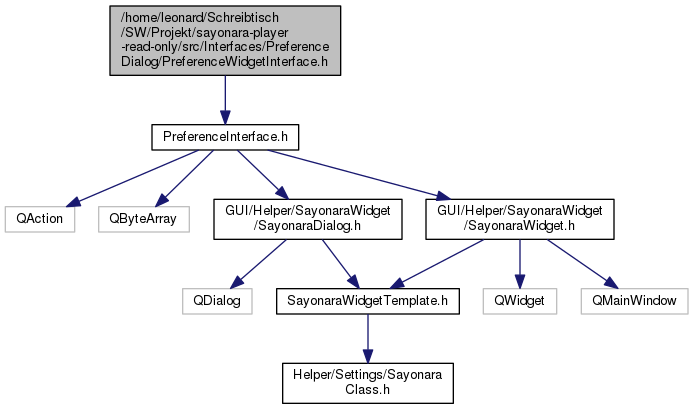 /home/leonard/Schreibtisch
/SW/Projekt/sayonara-player
-read-only/src/Interfaces/Preference
Dialog/PreferenceWidgetInterface.h
PreferenceInterface.h
QAction
QByteArray
GUI/Helper/SayonaraWidget
/SayonaraDialog.h
GUI/Helper/SayonaraWidget
/SayonaraWidget.h
QDialog
SayonaraWidgetTemplate.h
QWidget
QMainWindow
Helper/Settings/Sayonara
Class.h